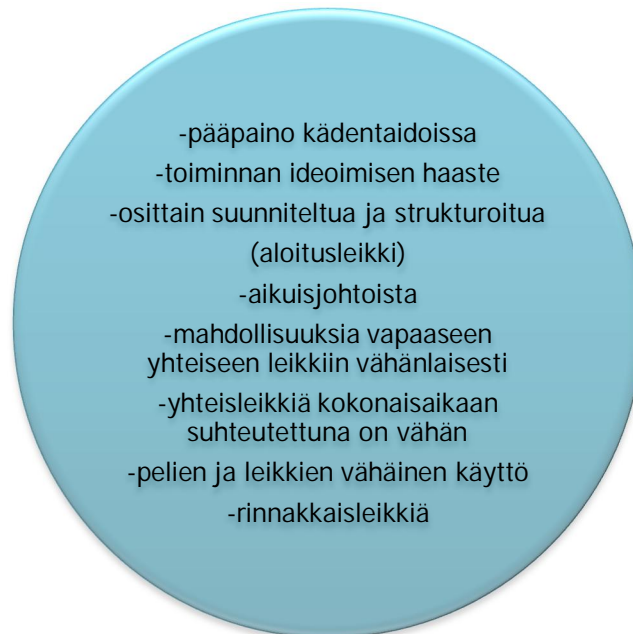 -pääpaino kädentaidoissa
-toiminnan ideoimisen haaste
-osittain suunniteltua ja strukturoitua
(aloitusleikki)
-aikuisjohtoista
-mahdollisuuksia vapaaseen
yhteiseen leikkiin vähänlaisesti
-yhteisleikkiä kokonaisaikaan
suhteutettuna on vähän
-pelien ja leikkien vähäinen käyttö
-rinnakkaisleikkiä